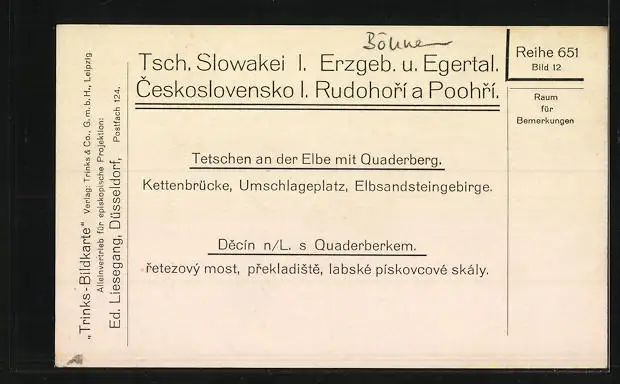 Böhmen
Tsch. Slowakei I. Erzgeb. u. Egertal.
Československo I. Rudohoří a Poohří.
Reihe 651
Bild 12
Raum
für
Bemerkungen
Tetschen an der Elbe mit Quaderberg.
Kettenbrücke, Umschlageplatz, Elbsandsteingebirge.
Děcín n/L. s Quaderberkem.
řetezový most, překladiště, labské pískovcové skály.
„Trinks-Bildkarte“ Verlag: Trinks & Co., G. m. b. H., Leipzig
Alleinvertrieb für episkopische Projektion:
Ed. Liesegang, Düsseldorf, Postfach 124.